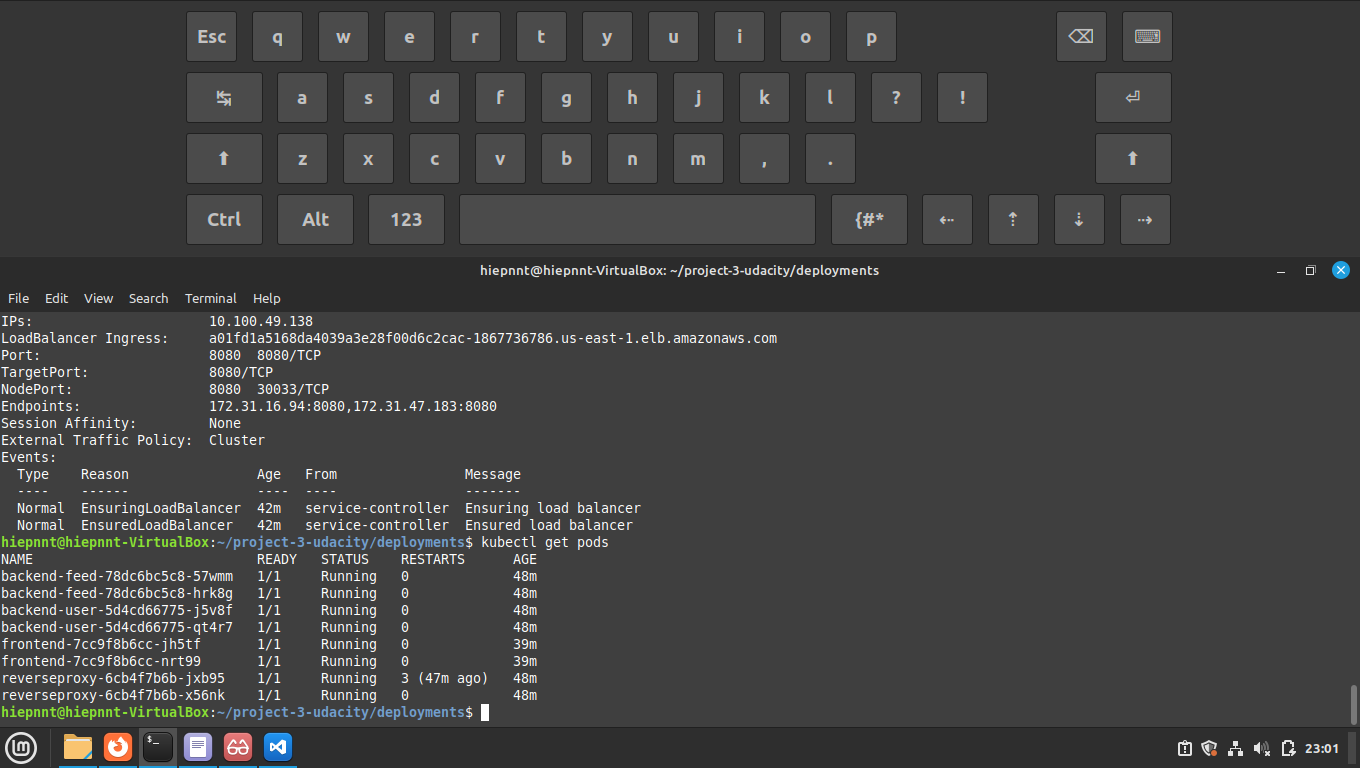 Esc q w e r t y u i o p
a s d f g h j k l ? !
z x c v b n m , .
Ctrl Alt 123 {#*
hiepnnt@hiepnnt-VirtualBox: ~/project-3-udacity/deployments
File Edit View Search Terminal Help
IPs: 10.100.49.138
LoadBalancer Ingress: a01fd1a5168da4039a3e28f00d6c2cac-1867736786.us-east-1.elb.amazonaws.com
Port: 8080 8080/TCP
TargetPort: 8080/TCP
NodePort: 8080 30033/TCP
Endpoints: 172.31.16.94:8080,172.31.47.183:8080
Session Affinity: None
External Traffic Policy: Cluster
Events:
Type Reason Age From Message
---- ------ ---- ---- -------
Normal EnsuringLoadBalancer 42m service-controller Ensuring load balancer
Normal EnsuredLoadBalancer 42m service-controller Ensured load balancer
hiepnnt@hiepnnt-VirtualBox:~/project-3-udacity/deployments$ kubectl get pods
NAME READY STATUS RESTARTS AGE
backend-feed-78dc6bc5c8-57wmm 1/1 Running 0 48m
backend-feed-78dc6bc5c8-hrk8g 1/1 Running 0 48m
backend-user-5d4cd66775-j5v8f 1/1 Running 0 48m
backend-user-5d4cd66775-qt4r7 1/1 Running 0 48m
frontend-7cc9f8b6cc-jh5tf 1/1 Running 0 39m
frontend-7cc9f8b6cc-nrt99 1/1 Running 0 39m
reverseproxy-6cb4f7b6b-jxb95 1/1 Running 3 (47m ago) 48m
reverseproxy-6cb4f7b6b-x56nk 1/1 Running 0 48m
hiepnnt@hiepnnt-VirtualBox:~/project-3-udacity/deployments$
23:01